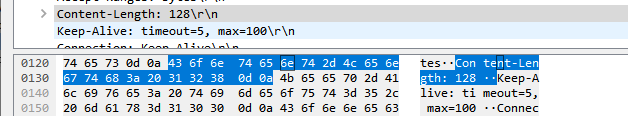 Content-Length: 128\r\n
Keep-Alive: timeout=5, max=100\r\n
0120 74 65 73 0d 0a 43 6f 6e 74 65 6e 74 2d 4c 65 6e tes··Con tent-Len
0130 67 74 68 3a 20 31 32 38 0d 0a 4b 65 65 70 2d 41 gth: 128 ··Keep-A
0140 6c 69 76 65 3a 20 74 69 6d 65 6f 75 74 3d 35 2c live: ti meout=5,
0150 20 6d 61 78 3d 31 30 30 0d 0a 43 6f 6e 6e 65 63 max=100 ··Connec